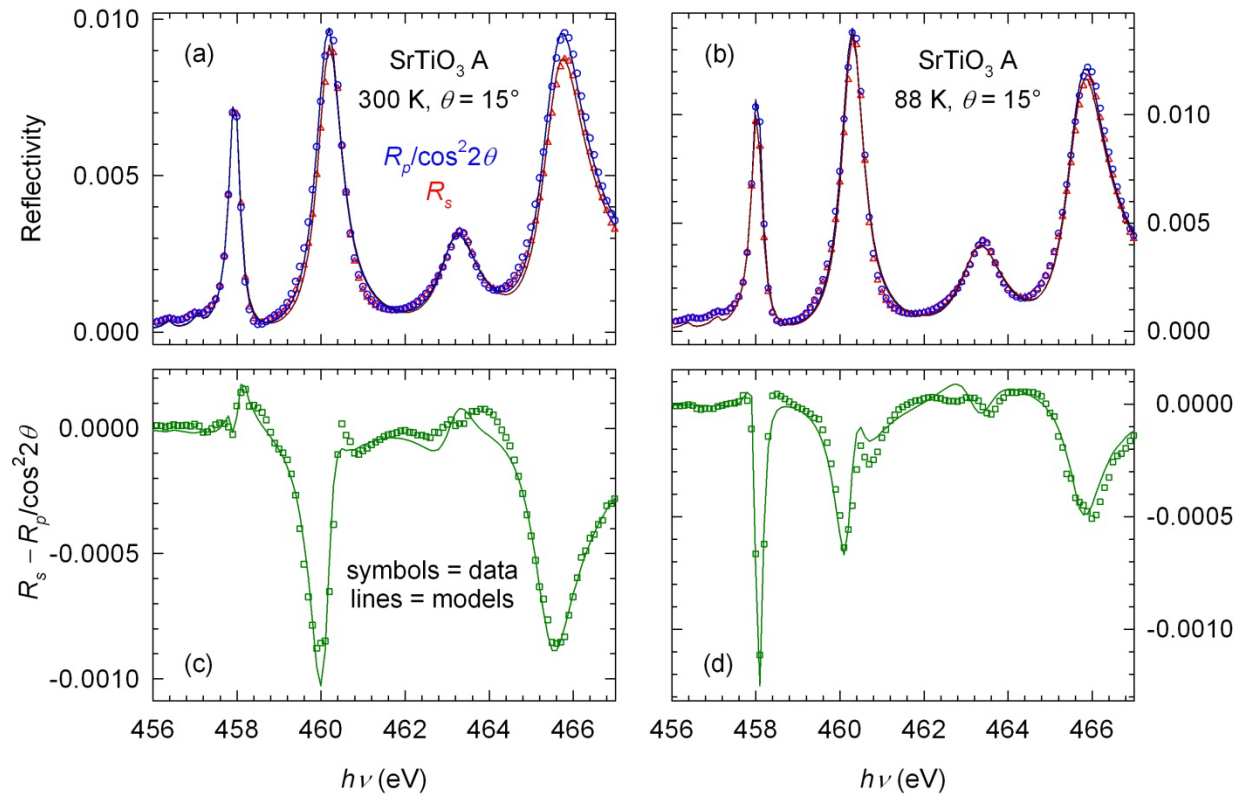 0.010
0.005
0.000
Reflectivity
(a)
SrTiO₃ A
300 K, θ = 15°
Rₚ/cos²2θ
Rₛ
(b)
SrTiO₃ A
88 K, θ = 15°
0.010
0.005
0.000
0.0000
-0.0005
-0.0010
Rₛ − Rₚ/cos²2θ
symbols = data
lines = models
(c)
(d)
0.0000
-0.0005
-0.0010
456 458 460 462 464 466
456 458 460 462 464 466
hν (eV)
hν (eV)